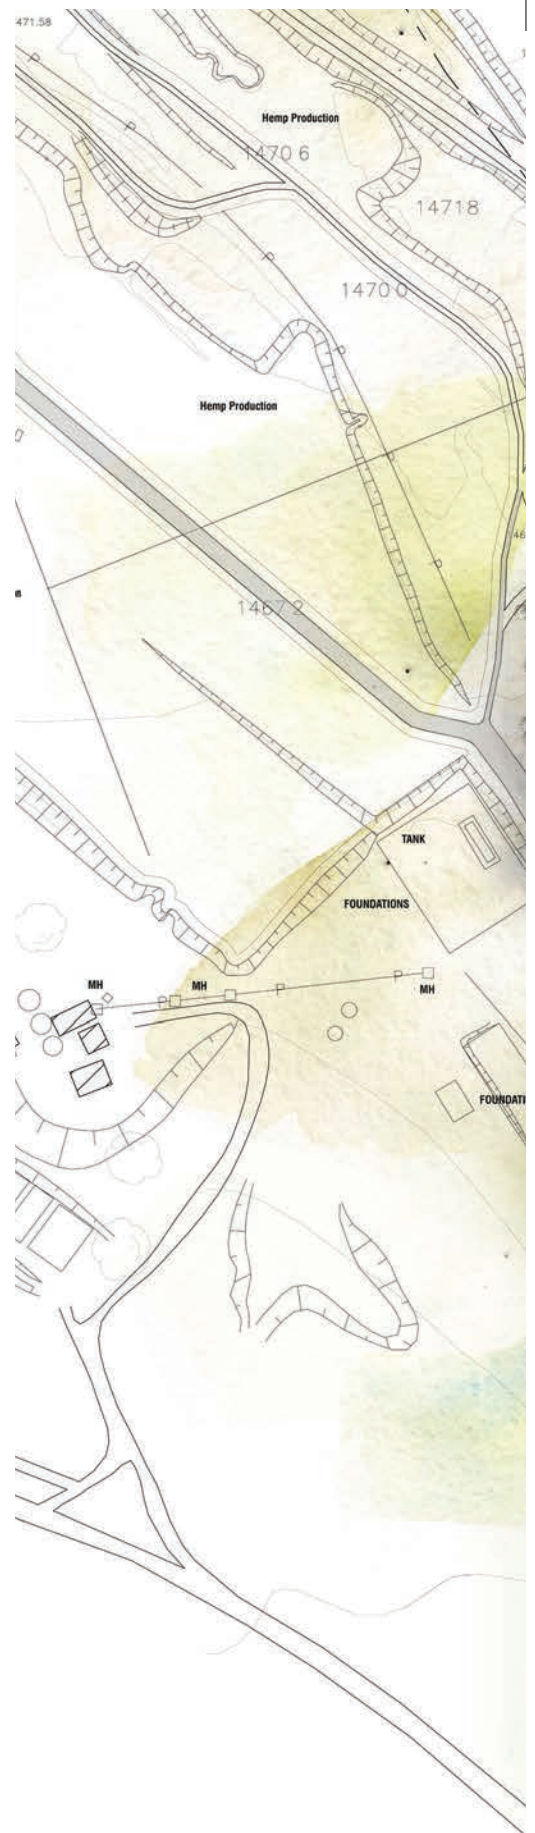 471.58
P
Hemp Production
P
1470 6
14718
P
1470 0
P
Hemp Production
P
46
P
1467 2
TANK
FOUNDATIONS
P
MH
MH
P
P
MH
FOUNDATI